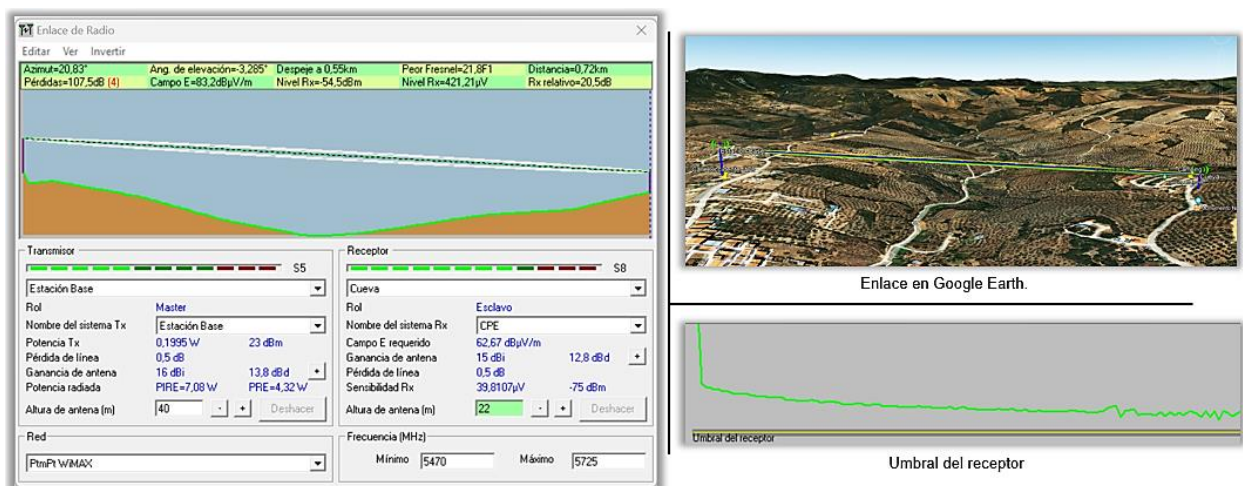 Enlace de Radio
Editar Ver Invertir
Azimut=20,83° Ang. de elevación=-3,285° Despeje a 0,55km Peor Fresnel=21,8F1 Distancia=0,72km
Pérdidas=107,5dB (4) Campo E=83,2dBµV/m Nivel Rx=-54,5dBm Nivel Rx=421,21µV Rx relativo=20,5dB
Transmisor
S5
Estación Base
Rol Master
Nombre del sistema Tx Estación Base
Potencia Tx 0,1995 W 23 dBm
Pérdida de línea 0,5 dB
Ganancia de antena 16 dBi 13,8 dBd +
Potencia radiada PIRE=7,08 W PRE=4,32 W
Altura de antena (m) 40 - + Deshacer
Red
PtmPt WiMAX
Receptor
S8
Cueva
Rol Esclavo
Nombre del sistema Rx CPE
Campo E requerido 62,67 dBµV/m
Ganancia de antena 15 dBi 12,8 dBd +
Pérdida de línea 0,5 dB
Sensibilidad Rx 39,8107µV -75 dBm
Altura de antena (m) 22 - + Deshacer
Frecuencia (MHz)
Mínimo 5470 Máximo 5725
Enlace en Google Earth.
Umbral del receptor
Umbral del receptor